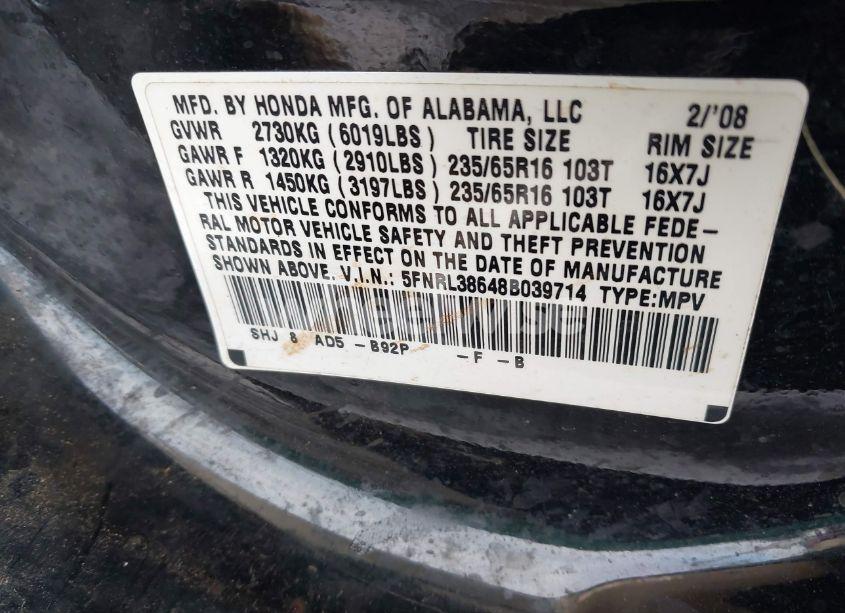 MFD. BY HONDA MFG. OF ALABAMA, LLC 2/'08
GVWR 2730KG (6019LBS) TIRE SIZE RIM SIZE
GAWR F 1320KG (2910LBS) 235/65R16 103T 16X7J
GAWR R 1450KG (3197LBS) 235/65R16 103T 16X7J
THIS VEHICLE CONFORMS TO ALL APPLICABLE FEDE-
RAL MOTOR VEHICLE SAFETY AND THEFT PREVENTION
STANDARDS IN EFFECT ON THE DATE OF MANUFACTURE
SHOWN ABOVE. V.I.N.: 5FNRL38648B039714 TYPE:MPV
SHJ 8 AD5 -B92P -F -B